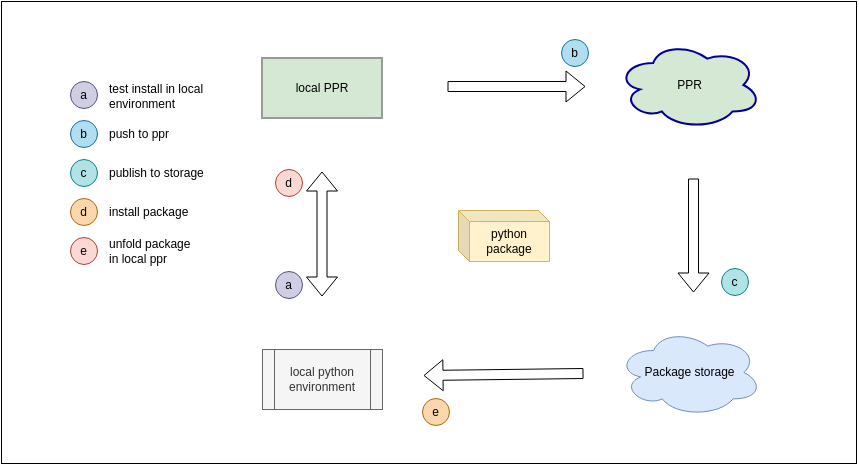 a
test install in local
environment
b
push to ppr
c
publish to storage
d
install package
e
unfold package
in local ppr
local PPR
b
PPR
d
python
package
a
c
local python
environment
Package storage
e